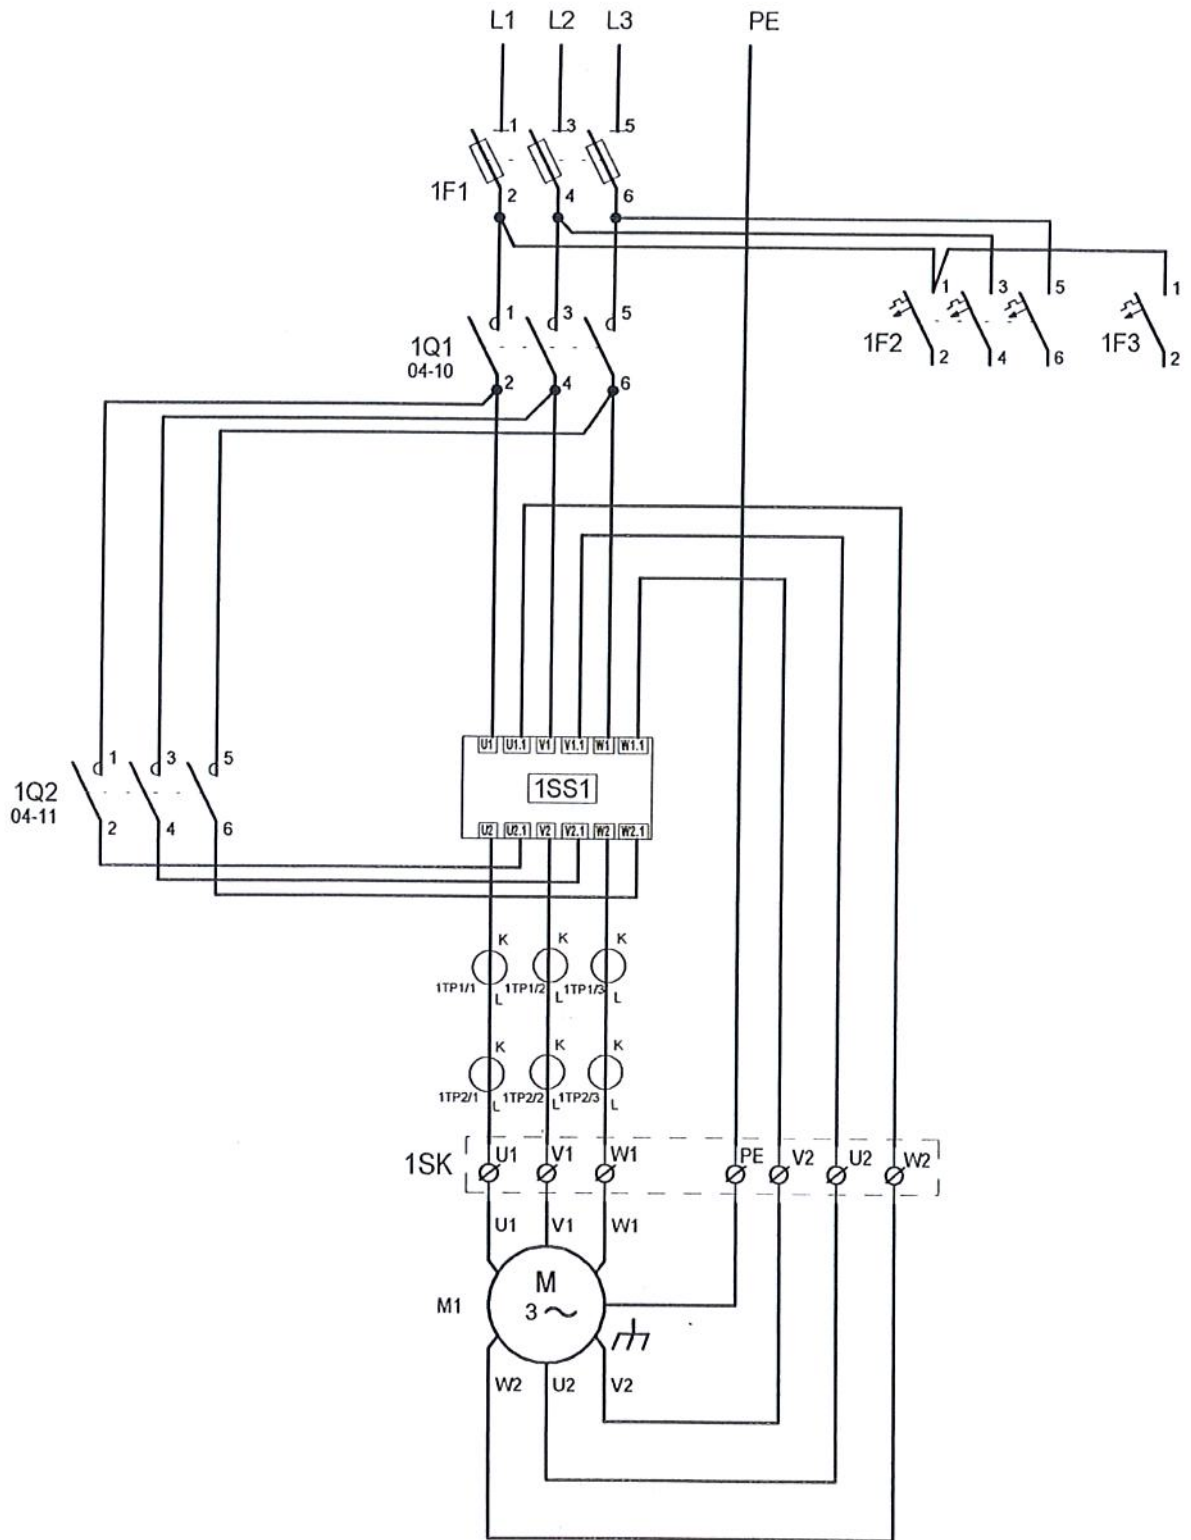 L1 L2 L3 PE
1 3 5
1F1 2 4 6
1 3 5 1
1F2 1F3
2 4 6 2
1 3 5
1Q1
04-10
2 4 6
U1 U1.1 V1 V1.1 W1 W1.1
1 3 5
1Q2 1SS1
04-11
2 4 6
U2 U2.1 V2 V2.1 W2 W2.1
K K K
1TP1/1 1TP1/2 1TP1/3
L L L
K K K
1TP2/1 1TP2/2 1TP2/3
L L L
1SK U1 V1 W1 PE V2 U2 W2
U1 V1 W1
M
M1 3 ~
W2 U2 V2